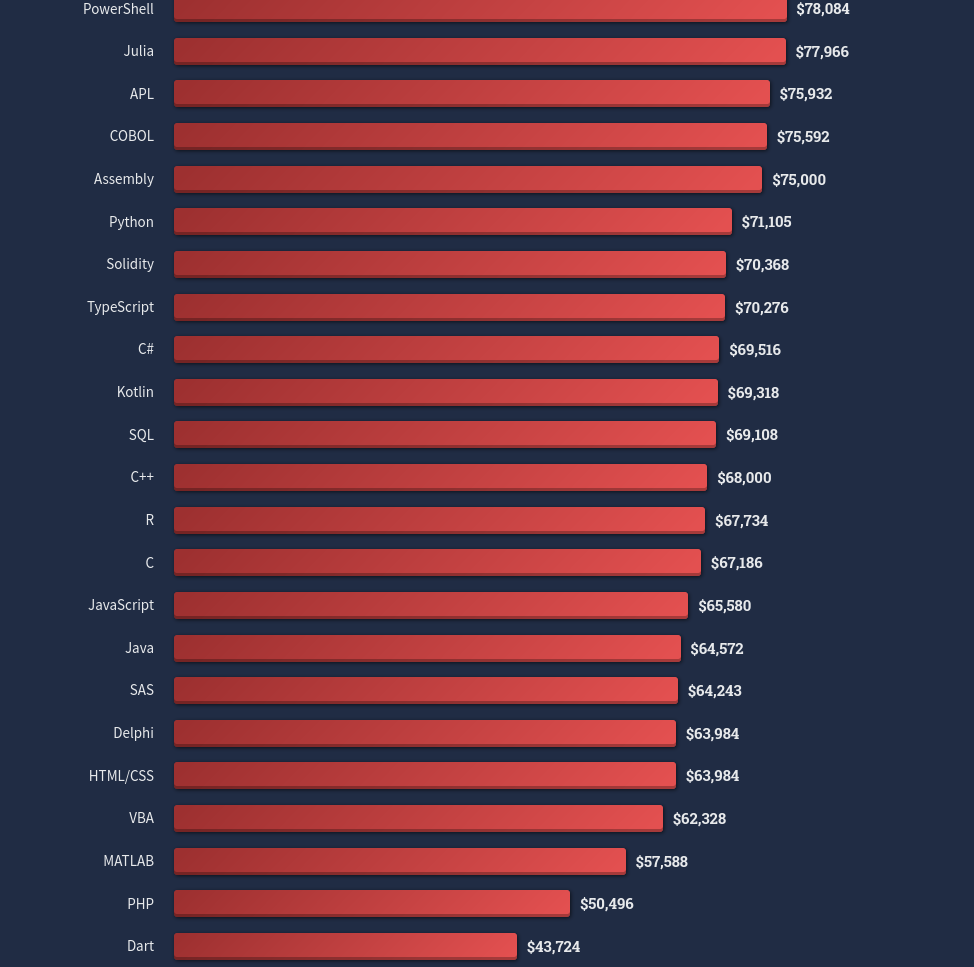 PowerShell $78,084
Julia $77,966
APL $75,932
COBOL $75,592
Assembly $75,000
Python $71,105
Solidity $70,368
TypeScript $70,276
C# $69,516
Kotlin $69,318
SQL $69,108
C++ $68,000
R $67,734
C $67,186
JavaScript $65,580
Java $64,572
SAS $64,243
Delphi $63,984
HTML/CSS $63,984
VBA $62,328
MATLAB $57,588
PHP $50,496
Dart $43,724